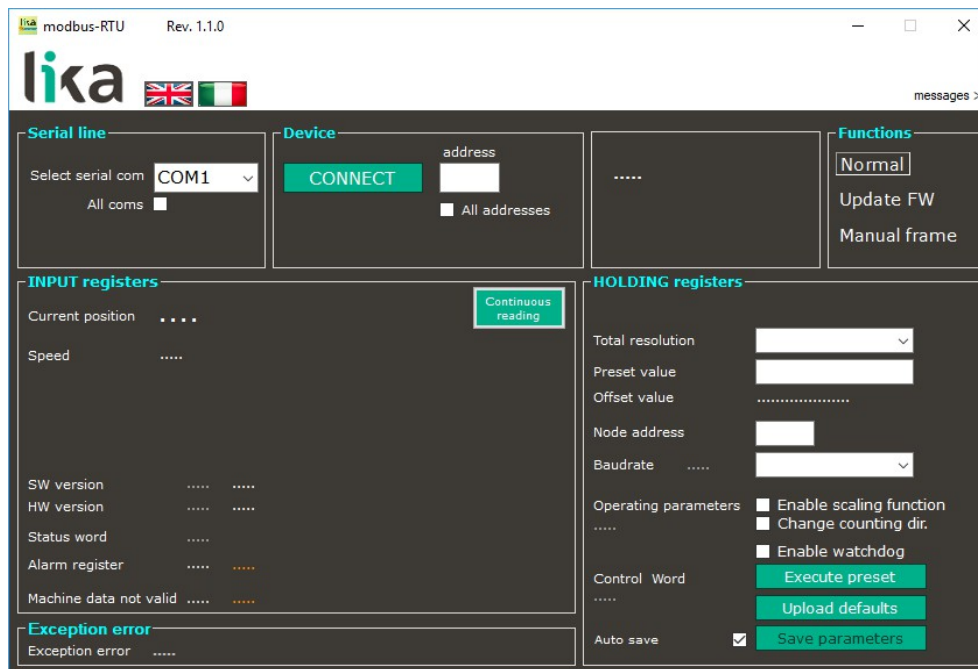 modbus-RTU Rev. 1.1.0
lika
messages >
Serial line
Select serial com COM1
All coms
Device
address
CONNECT
All addresses
.....
Functions
Normal
Update FW
Manual frame
INPUT registers
Continuous
reading
Current position ....
Speed .....
SW version ..... .....
HW version ..... .....
Status word .....
Alarm register ..... .....
Machine data not valid ..... .....
Exception error
Exception error .....
HOLDING registers
Total resolution
Preset value
Offset value ....................
Node address
Baudrate .....
Operating parameters
.....
Enable scaling function
Change counting dir.
Enable watchdog
Control Word
.....
Execute preset
Upload defaults
Auto save
Save parameters